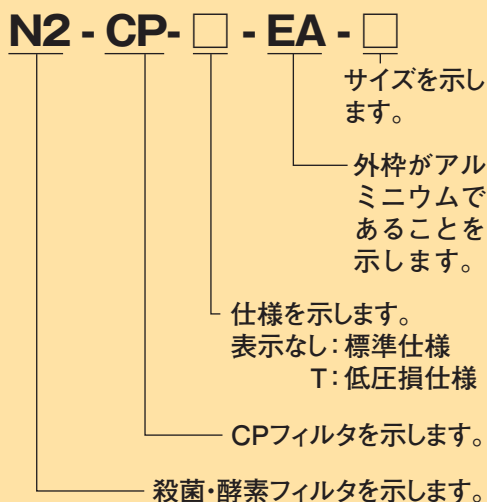 N2 - CP- □ - EA - □
サイズを示し
ます。
外枠がアル
ミニウムで
あることを
示します。
仕様を示します。
表示なし：標準仕様
T：低圧損仕様
CPフィルタを示します。
殺菌・酵素フィルタを示します。